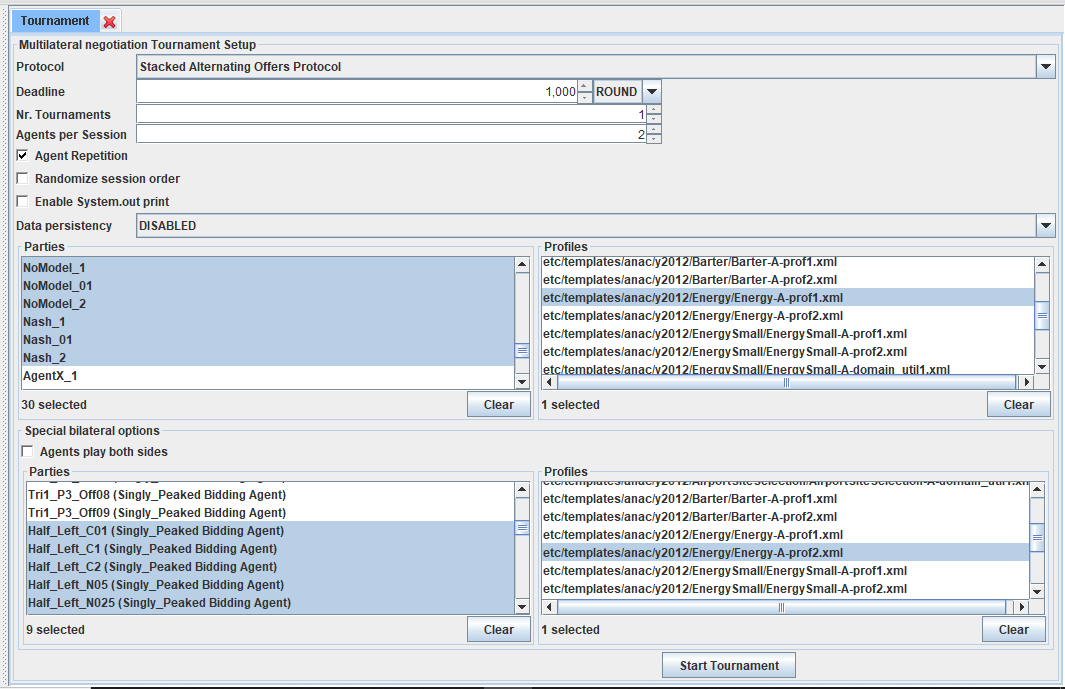 Tournament
Multilateral negotiation Tournament Setup
Protocol Stacked Alternating Offers Protocol
Deadline 1,000 ROUND
Nr. Tournaments 1
Agents per Session 2
Agent Repetition
Randomize session order
Enable System.out print
Data persistency DISABLED
Parties
NoModel_1
NoModel_01
NoModel_2
Nash_1
Nash_01
Nash_2
AgentX_1
30 selected Clear
Profiles
etc/templates/anac/y2012/Barter/Barter-A-prof1.xml
etc/templates/anac/y2012/Barter/Barter-A-prof2.xml
etc/templates/anac/y2012/Energy/Energy-A-prof1.xml
etc/templates/anac/y2012/Energy/Energy-A-prof2.xml
etc/templates/anac/y2012/EnergySmall/EnergySmall-A-prof1.xml
etc/templates/anac/y2012/EnergySmall/EnergySmall-A-prof2.xml
etc/templates/anac/y2012/EnergySmall/EnergySmall-A-domain_util1.xml
1 selected Clear
Special bilateral options
Agents play both sides
Parties
Tri1_P3_Off08 (Singly_Peaked Bidding Agent)
Tri1_P3_Off09 (Singly_Peaked Bidding Agent)
Half_Left_C01 (Singly_Peaked Bidding Agent)
Half_Left_C1 (Singly_Peaked Bidding Agent)
Half_Left_C2 (Singly_Peaked Bidding Agent)
Half_Left_N05 (Singly_Peaked Bidding Agent)
Half_Left_N025 (Singly_Peaked Bidding Agent)
9 selected Clear
Profiles
etc/templates/anac/y2012/AirportSiteSelection/AirportSiteSelection-A-domain_util1.xm
etc/templates/anac/y2012/Barter/Barter-A-prof1.xml
etc/templates/anac/y2012/Barter/Barter-A-prof2.xml
etc/templates/anac/y2012/Energy/Energy-A-prof1.xml
etc/templates/anac/y2012/Energy/Energy-A-prof2.xml
etc/templates/anac/y2012/EnergySmall/EnergySmall-A-prof1.xml
etc/templates/anac/y2012/EnergySmall/EnergySmall-A-prof2.xml
1 selected Clear
Start Tournament